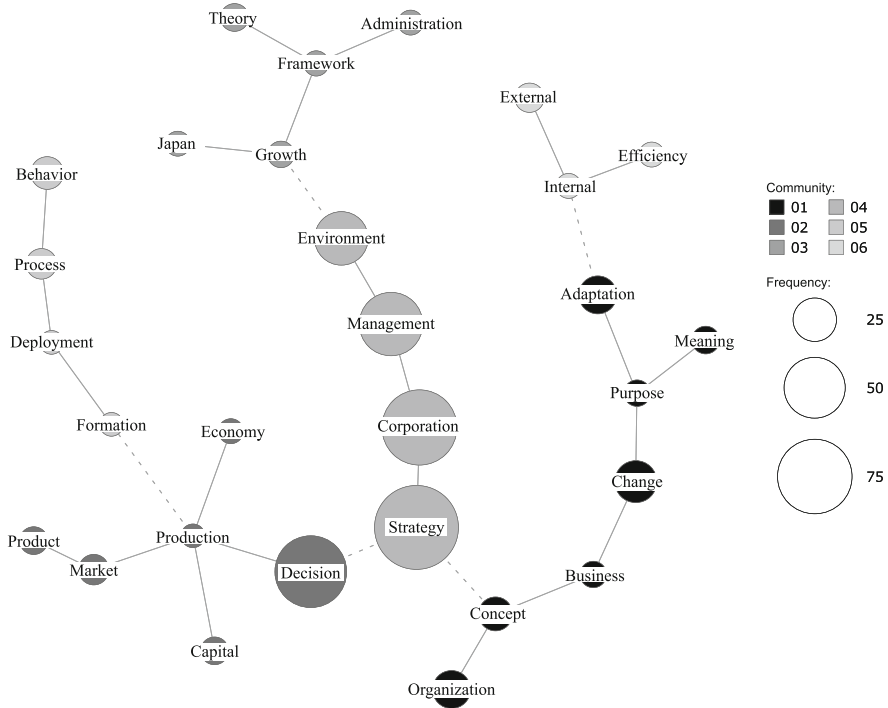 Theory
Administration
Framework
External
Japan
Growth
Efficiency
Behavior
Internal
Community:
01 04
02 05
03 06
Environment
Process
Frequency:
Adaptation
25
Management
Deployment
Meaning
50
Purpose
Formation
Economy
Corporation
75
Change
Strategy
Production
Product
Market
Decision
Business
Concept
Capital
Organization